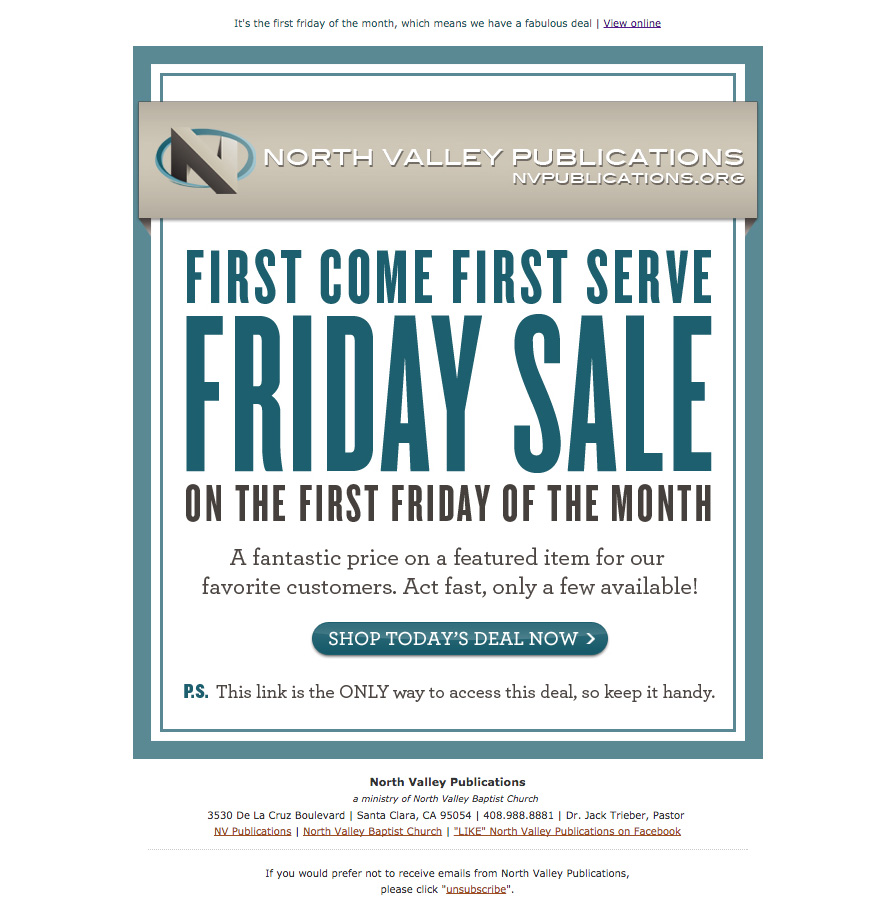 It's the first friday of the month, which means we have a fabulous deal | View online
NORTH VALLEY PUBLICATIONS
NVPUBLICATIONS.ORG
FIRST COME FIRST SERVE
FRIDAY SALE
ON THE FIRST FRIDAY OF THE MONTH
A fantastic price on a featured item for our
favorite customers. Act fast, only a few available!
SHOP TODAY'S DEAL NOW >
P.S. This link is the ONLY way to access this deal, so keep it handy.
North Valley Publications
a ministry of North Valley Baptist Church
3530 De La Cruz Boulevard | Santa Clara, CA 95054 | 408.988.8881 | Dr. Jack Trieber, Pastor
NV Publications | North Valley Baptist Church | "LIKE" North Valley Publications on Facebook
If you would prefer not to receive emails from North Valley Publications,
please click "unsubscribe".